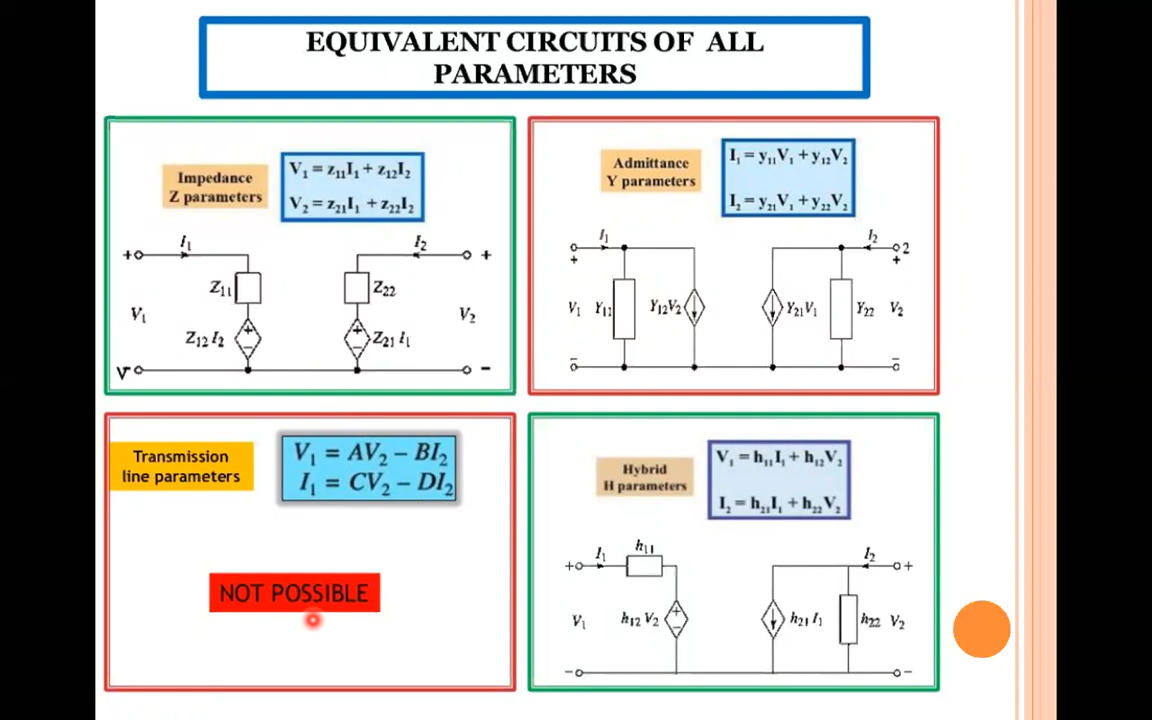 EQUIVALENT CIRCUITS OF ALL
PARAMETERS
Impedance
Z parameters
V₁ = z₁₁I₁ + z₁₂I₂
V₂ = z₂₁I₁ + z₂₂I₂
I₁
I₂
+
+
Z₁₁
Z₂₂
V₁
V₂
Z₁₂ I₂
+
−
+
−
Z₂₁ I₁
V
−
Admittance
Y parameters
I₁ = y₁₁V₁ + y₁₂V₂
I₂ = y₂₁V₁ + y₂₂V₂
I₁
I₂
2
+
+
V₁
Y₁₁
Y₁₂V₂
Y₂₁V₁
Y₂₂
V₂
−
−
Transmission
line parameters
V₁ = AV₂ − BI₂
I₁ = CV₂ − DI₂
NOT POSSIBLE
Hybrid
H parameters
V₁ = h₁₁I₁ + h₁₂V₂
I₂ = h₂₁I₁ + h₂₂V₂
I₁
h₁₁
I₂
+
+
V₁
h₁₂ V₂
+
−
h₂₁ I₁
h₂₂
V₂
−
−